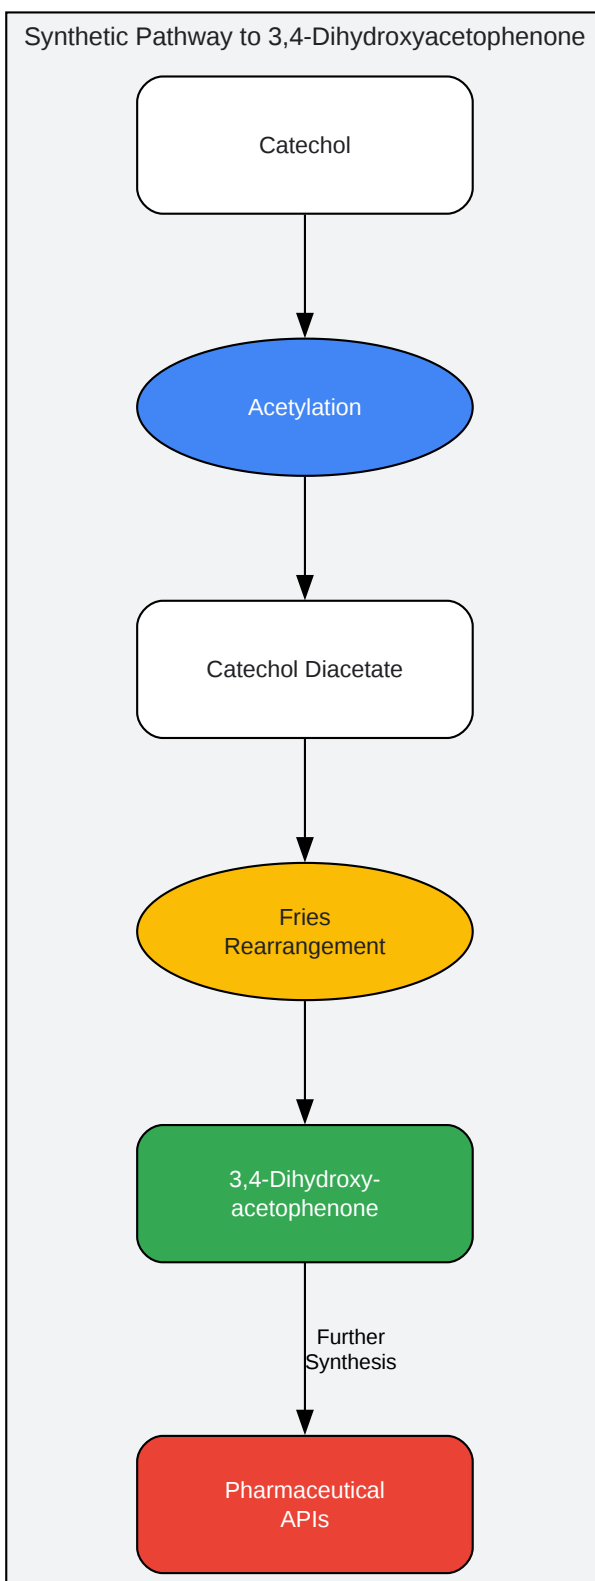 Synthetic Pathway to 3,4-Dihydroxyacetophenone
Catechol
Acetylation
Catechol Diacetate
Fries
Rearrangement
3,4-Dihydroxy-
acetophenone
Further
Synthesis
Pharmaceutical
APIs